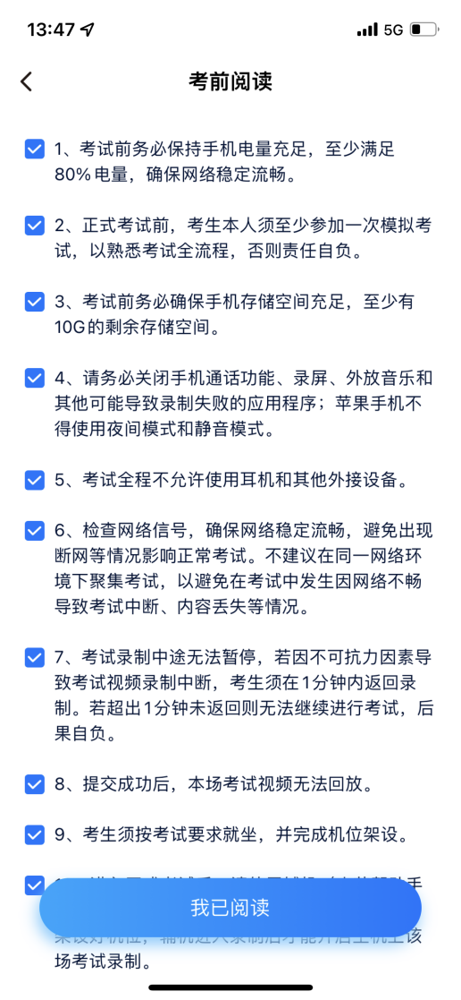 13:47
5G
考前阅读
1、考试前务必保持手机电量充足，至少满足
80%电量，确保网络稳定流畅。
2、正式考试前，考生本人须至少参加一次模拟考
试，以熟悉考试全流程，否则责任自负。
3、考试前务必确保手机存储空间充足，至少有
10G的剩余存储空间。
4、请务必关闭手机通话功能、录屏、外放音乐和
其他可能导致录制失败的应用程序；苹果手机不
得使用夜间模式和静音模式。
5、考试全程不允许使用耳机和其他外接设备。
6、检查网络信号，确保网络稳定流畅，避免出现
断网等情况影响正常考试。不建议在同一网络环
境下聚集考试，以避免在考试中发生因网络不畅
导致考试中断、内容丢失等情况。
7、考试录制中途无法暂停，若因不可抗力因素导
致考试视频录制中断，考生须在1分钟内返回录
制。若超出1分钟未返回则无法继续进行考试，后
果自负。
8、提交成功后，本场考试视频无法回放。
9、考生须按考试要求就坐，并完成机位架设。
我已阅读
架设好机位，辅机进入录制后才能开启主机上该
场考试录制。